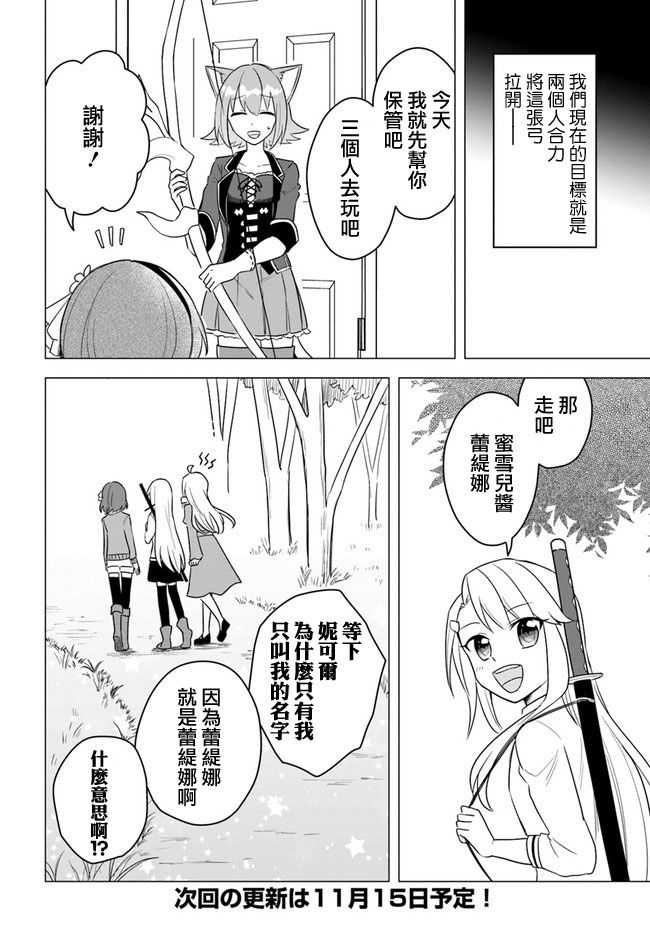 我們現在的目標就是
兩個人合力
將這張弓
拉開——
今天
我就先幫你
保管吧
三個人去玩吧
謝謝！
那
走吧
蜜雪兒醬
蕾緹娜
等下
妮可爾
為什麼只有我
只叫我的名字
因為蕾緹娜
就是蕾緹娜啊
什麼意思啊!?
次回の更新は11月15日予定！